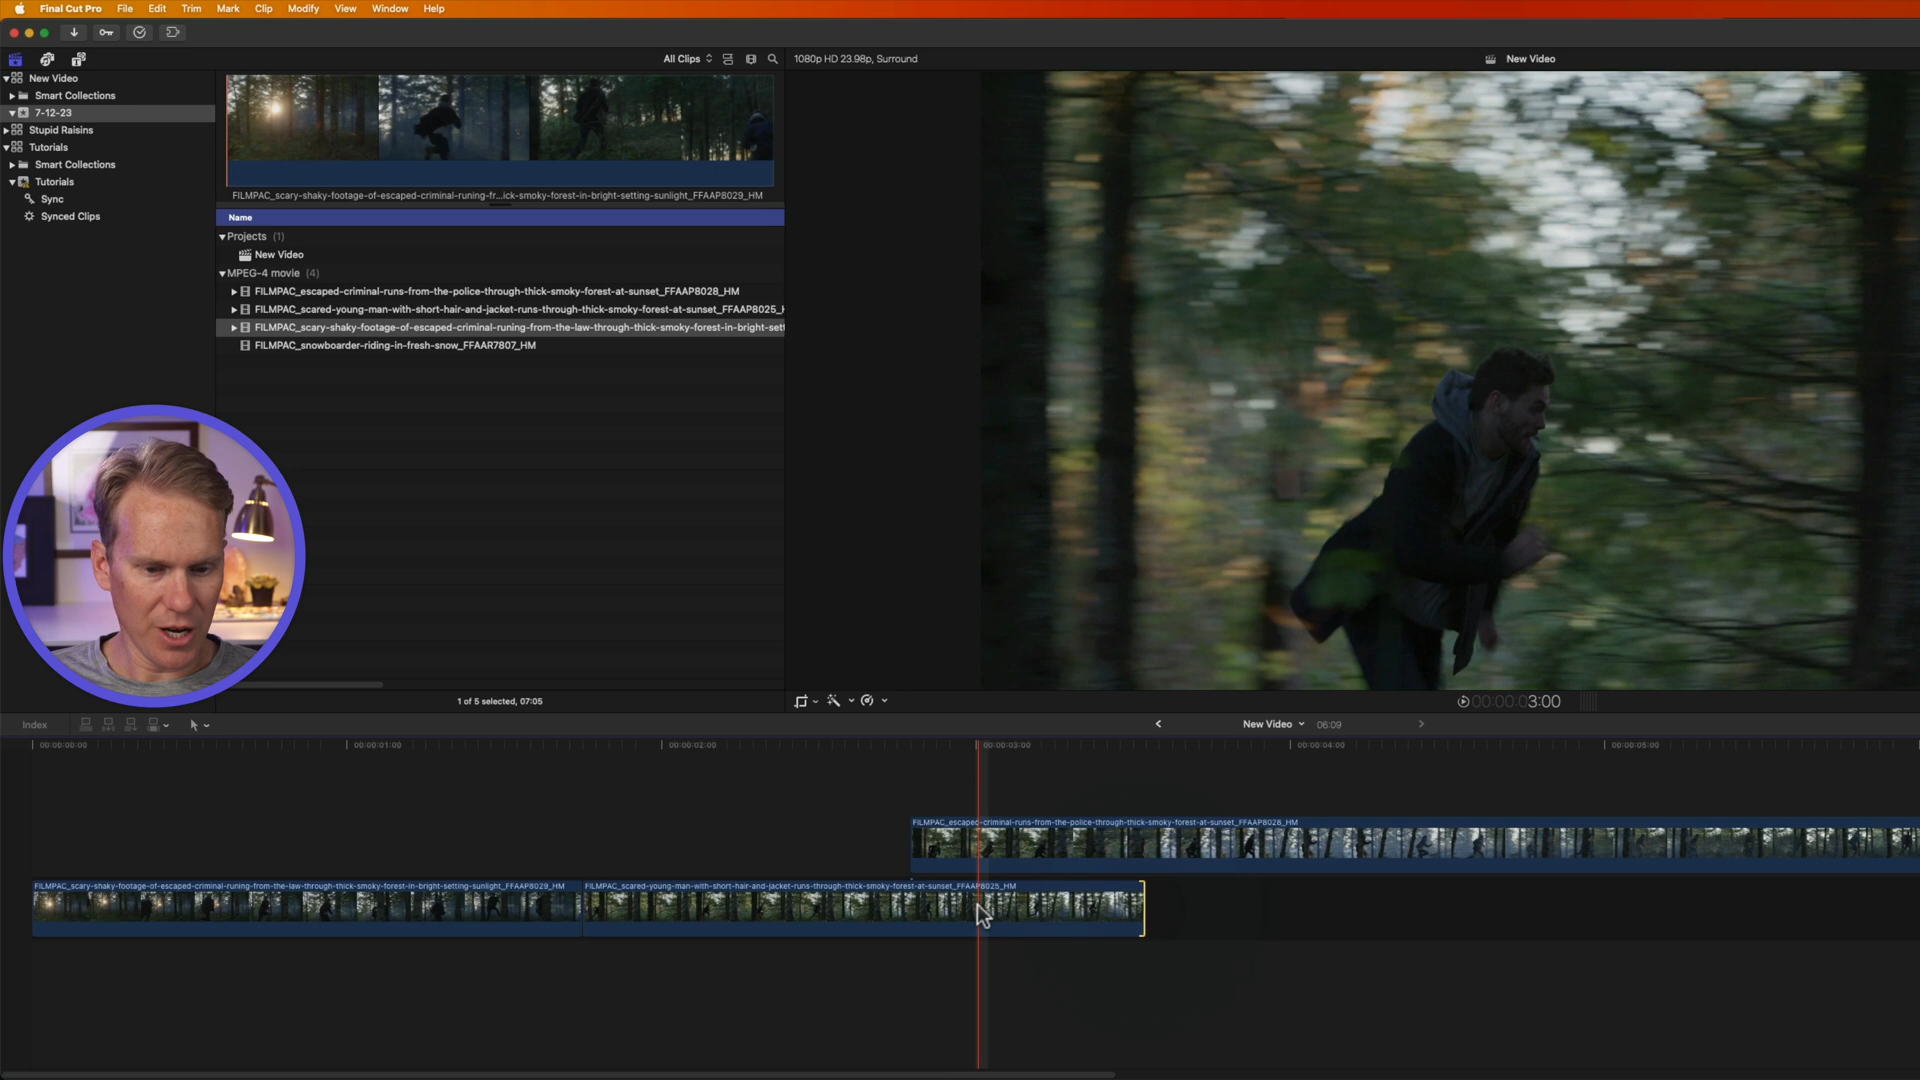 Final Cut Pro File Edit Trim Mark Clip Modify View Window Help
All Clips
1080p HD 23.98p, Surround
New Video
New Video
Smart Collections
7-12-23
Stupid Raisins
Tutorials
Smart Collections
Tutorials
Sync
Synced Clips
FILMPAC_scary-shaky-footage-of-escaped-criminal-runing-fr...ick-smoky-forest-in-bright-setting-sunlight_FFAAP8029_HM
Name
Projects (1)
New Video
MPEG-4 movie (4)
FILMPAC_escaped-criminal-runs-from-the-police-through-thick-smoky-forest-at-sunset_FFAAP8028_HM
FILMPAC_scared-young-man-with-short-hair-and-jacket-runs-through-thick-smoky-forest-at-sunset_FFAAP8025_H
FILMPAC_scary-shaky-footage-of-escaped-criminal-runing-from-the-law-through-thick-smoky-forest-in-bright-sett
FILMPAC_snowboarder-riding-in-fresh-snow_FFAAR7807_HM
1 of 5 selected, 07:05
00:00:03:00
Index
New Video 06:09
00:00:00:00 00:00:01:00 00:00:02:00 00:00:03:00 00:00:04:00 00:00:05:00
FILMPAC_escaped-criminal-runs-from-the-police-through-thick-smoky-forest-at-sunset_FFAAP8028_HM
FILMPAC_scary-shaky-footage-of-escaped-criminal-runing-from-the-law-through-thick-smoky-forest-in-bright-setting-sunlight_FFAAP8029_HM
FILMPAC_scared-young-man-with-short-hair-and-jacket-runs-through-thick-smoky-forest-at-sunset_FFAAP8025_HM